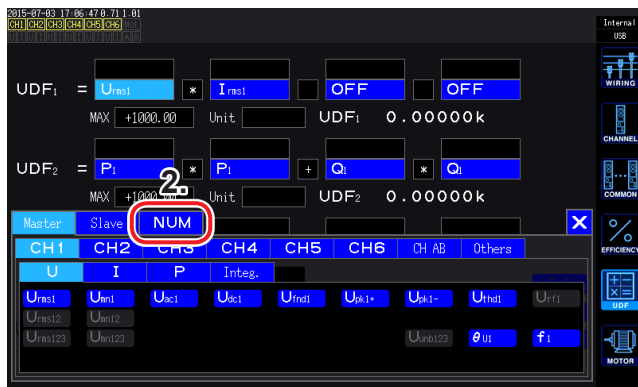 2015-07-03 17:06:47 0.71 1.01
CH1 CH2 CH3 CH4 CH5 CH6 Mot
U I U I U I U I U I U I A B
Internal
USB
UDF1 = Urms1 * Irms1 OFF OFF
MAX +1000.00 Unit UDF1 0.00000k
UDF2 = P1 * P1 + Q1 * Q1
MAX +1000.00 Unit UDF2 0.00000k
2.
Master Slave NUM X
CH1 CH2 CH3 CH4 CH5 CH6 CH AB Others
U I P Integ.
Urms1 Umn1 Uac1 Udc1 Ufnd1 Upk1+ Upk1- Uthd1 Urf1
Urms12 Umn12
Urms123 Umn123 Uunb123 θU1 f1
WIRING
CHANNEL
COMMON
EFFICIENCY
UDF
MOTOR